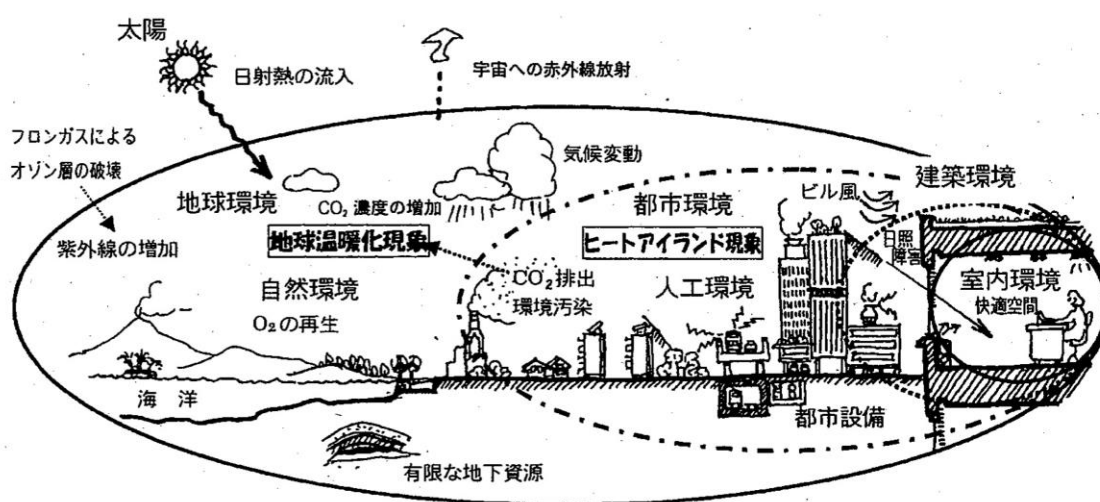 太陽
日射熱の流入
宇宙への赤外線放射
フロンガスによる
オゾン層の破壊
紫外線の増加
地球環境
CO₂ 濃度の増加
地球温暖化現象
気候変動
自然環境
O₂の再生
海 洋
有限な地下資源
都市環境
ヒートアイランド現象
CO₂排出
環境汚染
人工環境
ビル風
都市設備
建築環境
日照
障害
室内環境
快適空間